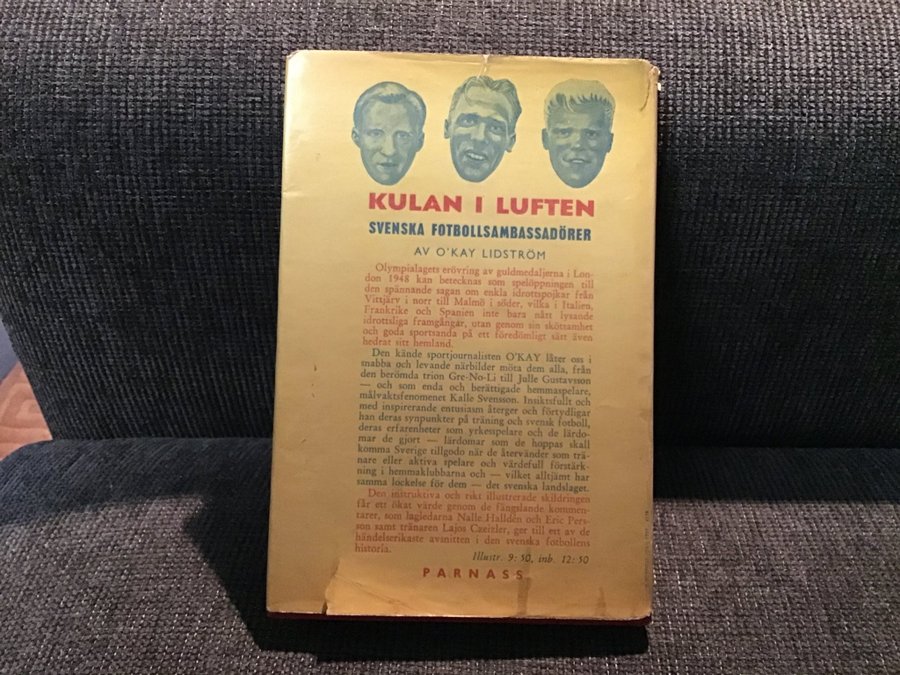 KULAN I LUFTEN
SVENSKA FOTBOLLSAMBASSADÖRER
AV O'KAY LIDSTRÖM
Olympialagets erövring av guldmedaljerna i Lon-
don 1948 kan betecknas som spelöppningen till
den spännande sagan om enkla idrottspojkar från
Vittjärv i norr till Malmö i söder, vilka i Italien,
Frankrike och Spanien inte bara nått lysande
idrottsliga framgångar, utan genom sin skötsamhet
och goda sportsanda på ett föredömligt sätt även
hedrat sitt hemland.
Den kände sportjournalisten O'KAY låter oss i
snabba och levande närbilder möta dem alla, från
den berömda trion Gre-No-Li till Julle Gustavsson
— och som enda och berättigade hemmaspelare,
målvaktsfenomenet Kalle Svensson. Insiktsfullt och
med inspirerande entusiasm återger och förtydligar
han deras synpunkter på träning och svensk fotboll,
deras erfarenheter som yrkesspelare och de lärdo-
mar de gjort — lärdomar som de hoppas skall
komma Sverige tillgodo när de återvänder som trä-
nare eller aktiva spelare och värdefull förstärk-
ning i hemmaklubbarna och — vilket alltjämt har
samma lockelse för dem — det svenska landslaget.
Den instruktiva och rikt illustrerade skildringen
får ett ökat värde genom de fängslande kommen-
tarer, som lagledarna Nalle Halldén och Eric Pers-
son samt tränaren Lajos Czeizler, ger till ett av de
händelserikaste avsnitten i den svenska fotbollens
historia.
Illustr. 9: 50, inb. 12: 50
PARNASS